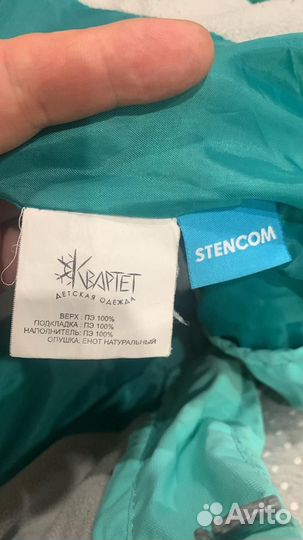 КВАРТЕТ
ДЕТСКАЯ ОДЕЖДА
ВЕРХ : ПЭ 100%
ПОДКЛАДКА : ПЭ 100%
НАПОЛНИТЕЛЬ: ПЭ 100%
ОПУШКА: ЕНОТ НАТУРАЛЬНЫЙ
STENCOM
Avito